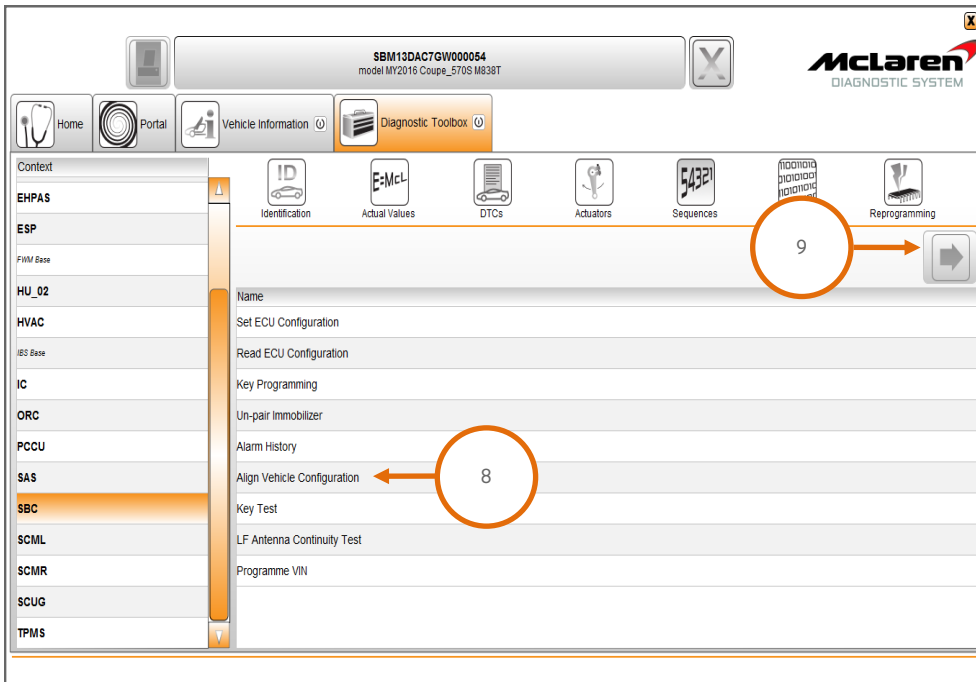 X
SBM13DAC7GW000054
model MY2016 Coupe_570S M838T
McLaren
DIAGNOSTIC SYSTEM
Home
Portal
Vehicle Information
Diagnostic Toolbox
Context
EHPAS
ESP
FWM Base
HU_02
HVAC
IBS Base
IC
ORC
PCCU
SAS
SBC
SCML
SCMR
SCUG
TPMS
ID
Identification
E=McL
Actual Values
DTCs
Actuators
54321
Sequences
Reprogramming
9
Name
Set ECU Configuration
Read ECU Configuration
Key Programming
Un-pair Immobilizer
Alarm History
Align Vehicle Configuration
8
Key Test
LF Antenna Continuity Test
Programme VIN